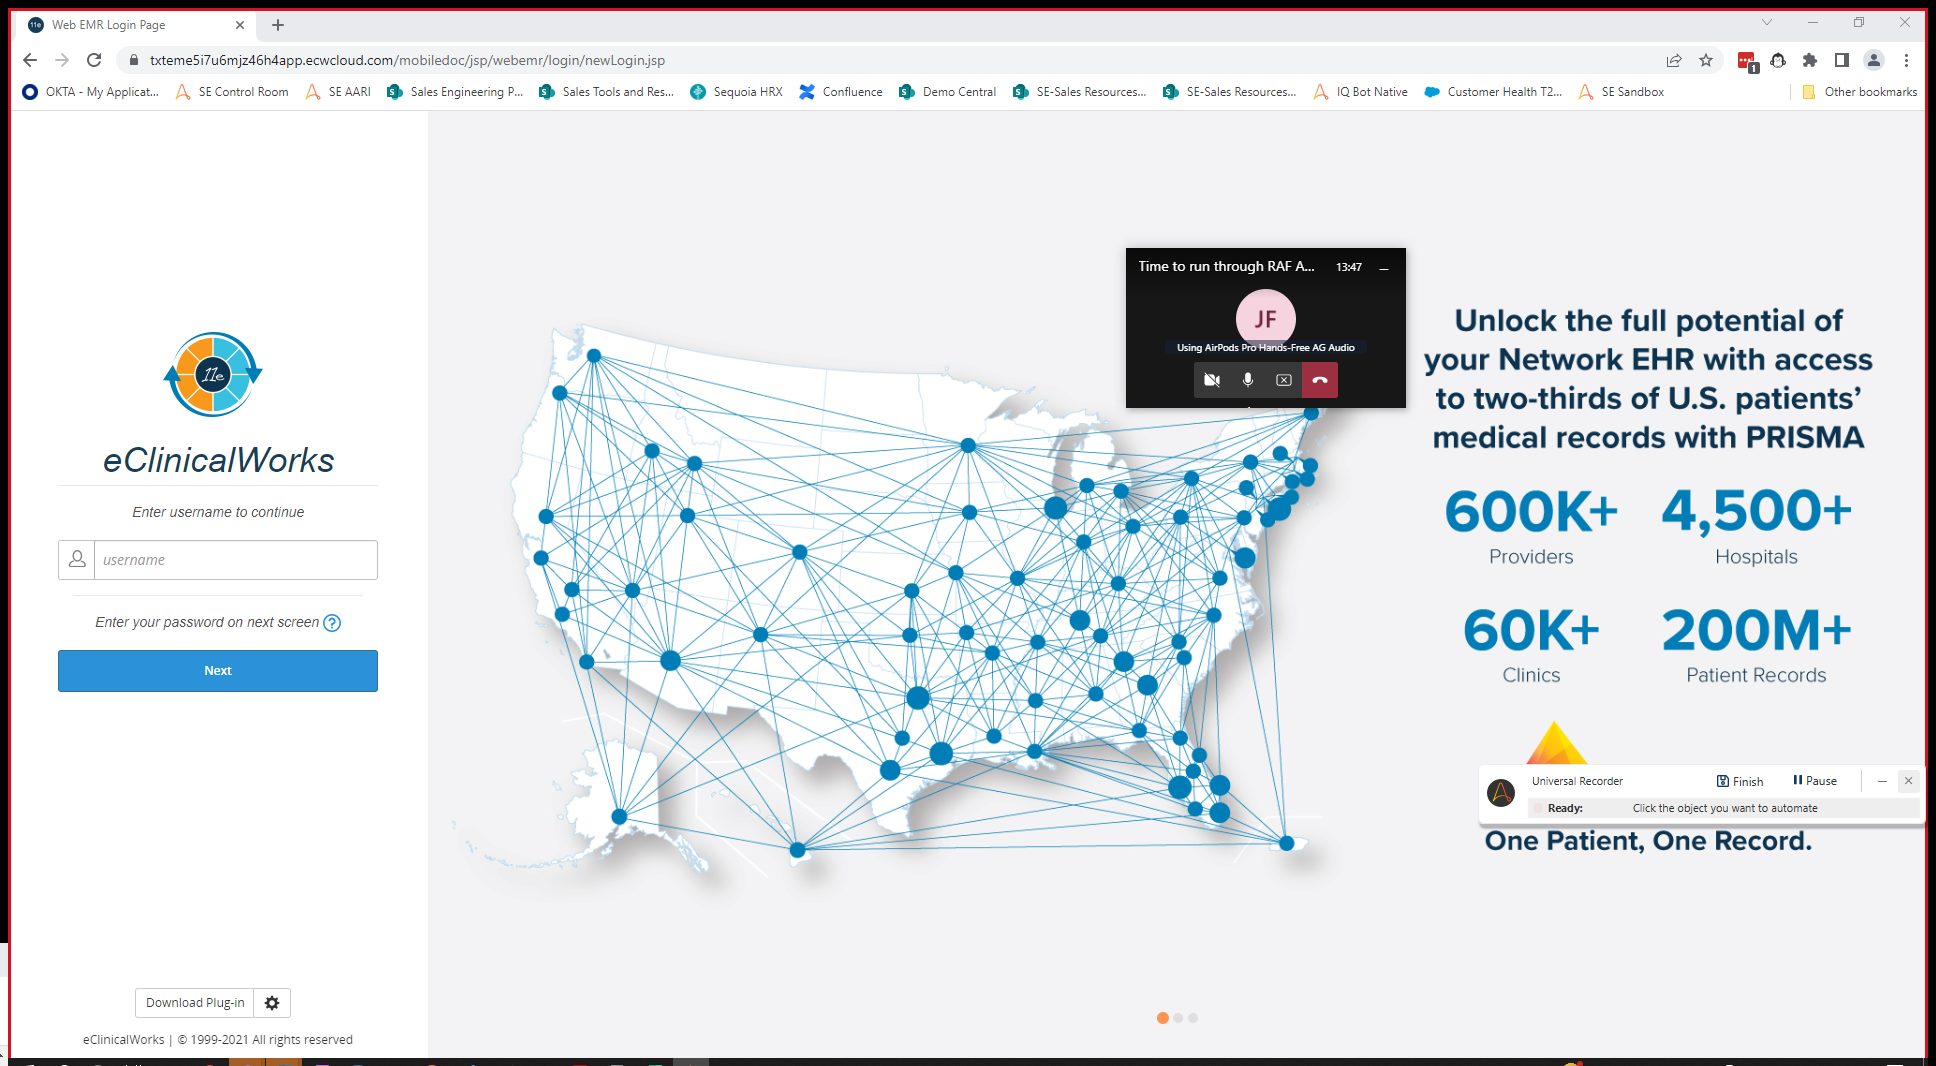 11e Web EMR Login Page
txteme5i7u6mjz46h4app.ecwcloud.com/mobiledoc/jsp/webemr/login/newLogin.jsp
1
OKTA - My Applicat... SE Control Room SE AARI Sales Engineering P... Sales Tools and Res... Sequoia HRX Confluence Demo Central SE-Sales Resources... SE-Sales Resources... IQ Bot Native Customer Health T2... SE Sandbox Other bookmarks
11e
eClinicalWorks
Enter username to continue
username
Enter your password on next screen ?
Next
Download Plug-in
eClinicalWorks | © 1999-2021 All rights reserved
Time to run through RAF A... 13:47
JF
Using AirPods Pro Hands-Free AG Audio
Unlock the full potential of
your Network EHR with access
to two-thirds of U.S. patients’
medical records with PRISMA
600K+ 4,500+
Providers Hospitals
60K+ 200M+
Clinics Patient Records
Universal Recorder Finish Pause
Ready: Click the object you want to automate
One Patient, One Record.